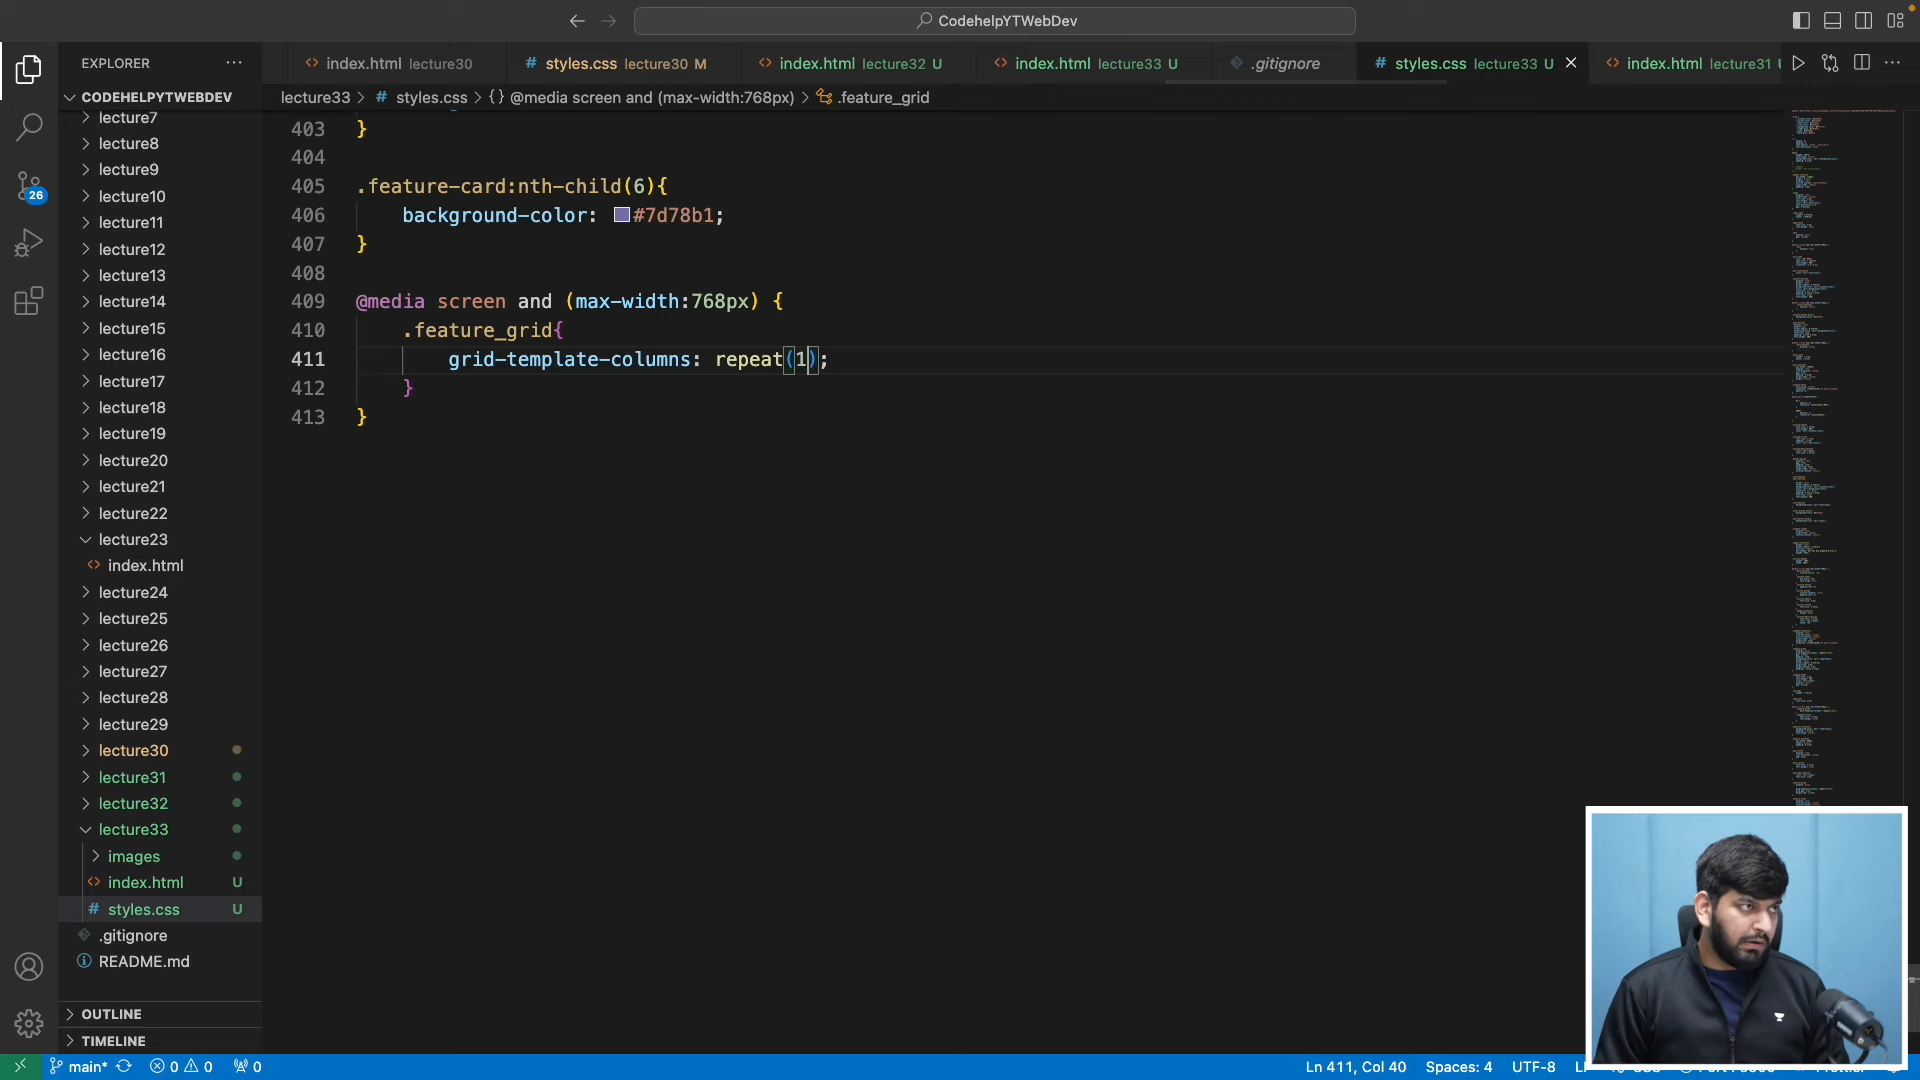 CodehelpYTWebDev
EXPLORER
index.html lecture30
styles.css lecture30 M
index.html lecture32 U
index.html lecture33 U
.gitignore
styles.css lecture33 U
index.html lecture31
CODEHELPYTWEBDEV
lecture33 > # styles.css > {} @media screen and (max-width:768px) > .feature_grid
lecture7
lecture8
lecture9
lecture10
lecture11
lecture12
lecture13
lecture14
lecture15
lecture16
lecture17
lecture18
lecture19
lecture20
lecture21
lecture22
lecture23
index.html
lecture24
lecture25
lecture26
lecture27
lecture28
lecture29
lecture30
lecture31
lecture32
lecture33
images
index.html U
# styles.css U
.gitignore
README.md
OUTLINE
TIMELINE
26
403 }
404
405 .feature-card:nth-child(6){
406 background-color: #7d78b1;
407 }
408
409 @media screen and (max-width:768px) {
410 .feature_grid{
411 grid-template-columns: repeat(1);
412 }
413 }
main* 0 0 0
Ln 411, Col 40 Spaces: 4 UTF-8